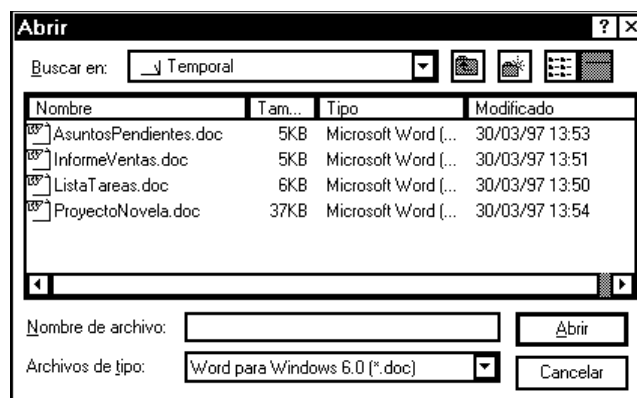 Abrir ? ×
Buscar en: Temporal
Nombre Tam... Tipo Modificado
AsuntosPendientes.doc 5KB Microsoft Word (... 30/03/97 13:53
InformeVentas.doc 5KB Microsoft Word (... 30/03/97 13:51
ListaTareas.doc 6KB Microsoft Word (... 30/03/97 13:50
ProyectoNovela.doc 37KB Microsoft Word (... 30/03/97 13:54
Nombre de archivo: Abrir
Archivos de tipo: Word para Windows 6.0 (*.doc) Cancelar